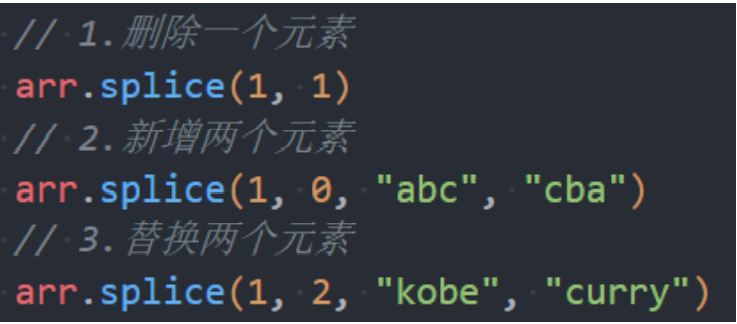 // 1.删除一个元素
arr.splice(1, 1)
// 2.新增两个元素
arr.splice(1, 0, "abc", "cba")
// 3.替换两个元素
arr.splice(1, 2, "kobe", "curry")